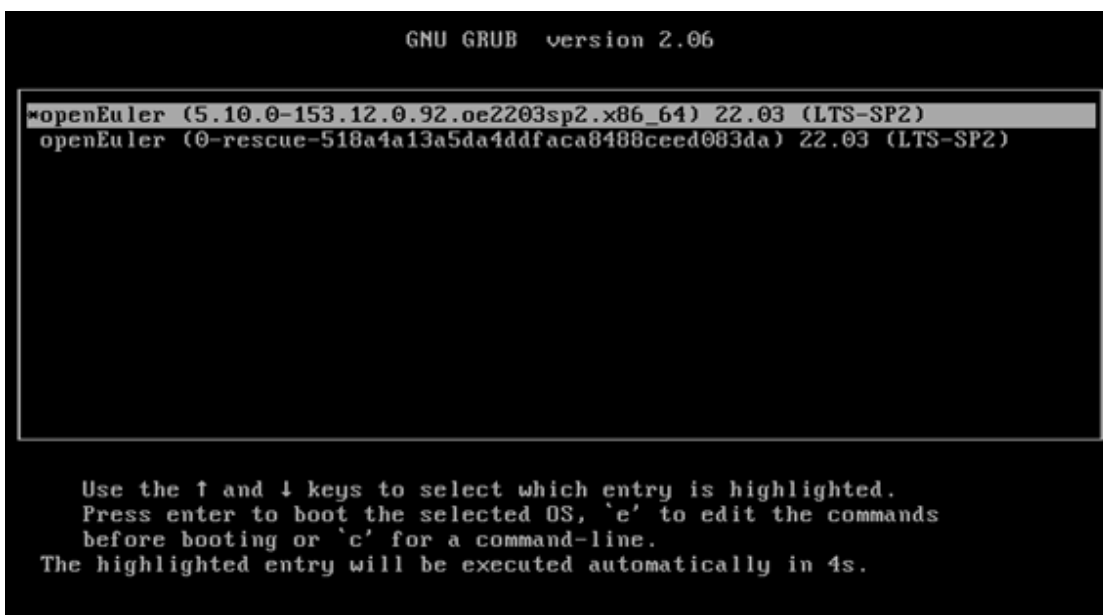 GNU GRUB version 2.06
*openEuler (5.10.0-153.12.0.92.oe2203sp2.x86_64) 22.03 (LTS-SP2)
openEuler (0-rescue-518a4a13a5da4ddfaca8488ceed083da) 22.03 (LTS-SP2)
Use the ↑ and ↓ keys to select which entry is highlighted.
Press enter to boot the selected OS, `e' to edit the commands
before booting or `c' for a command-line.
The highlighted entry will be executed automatically in 4s.